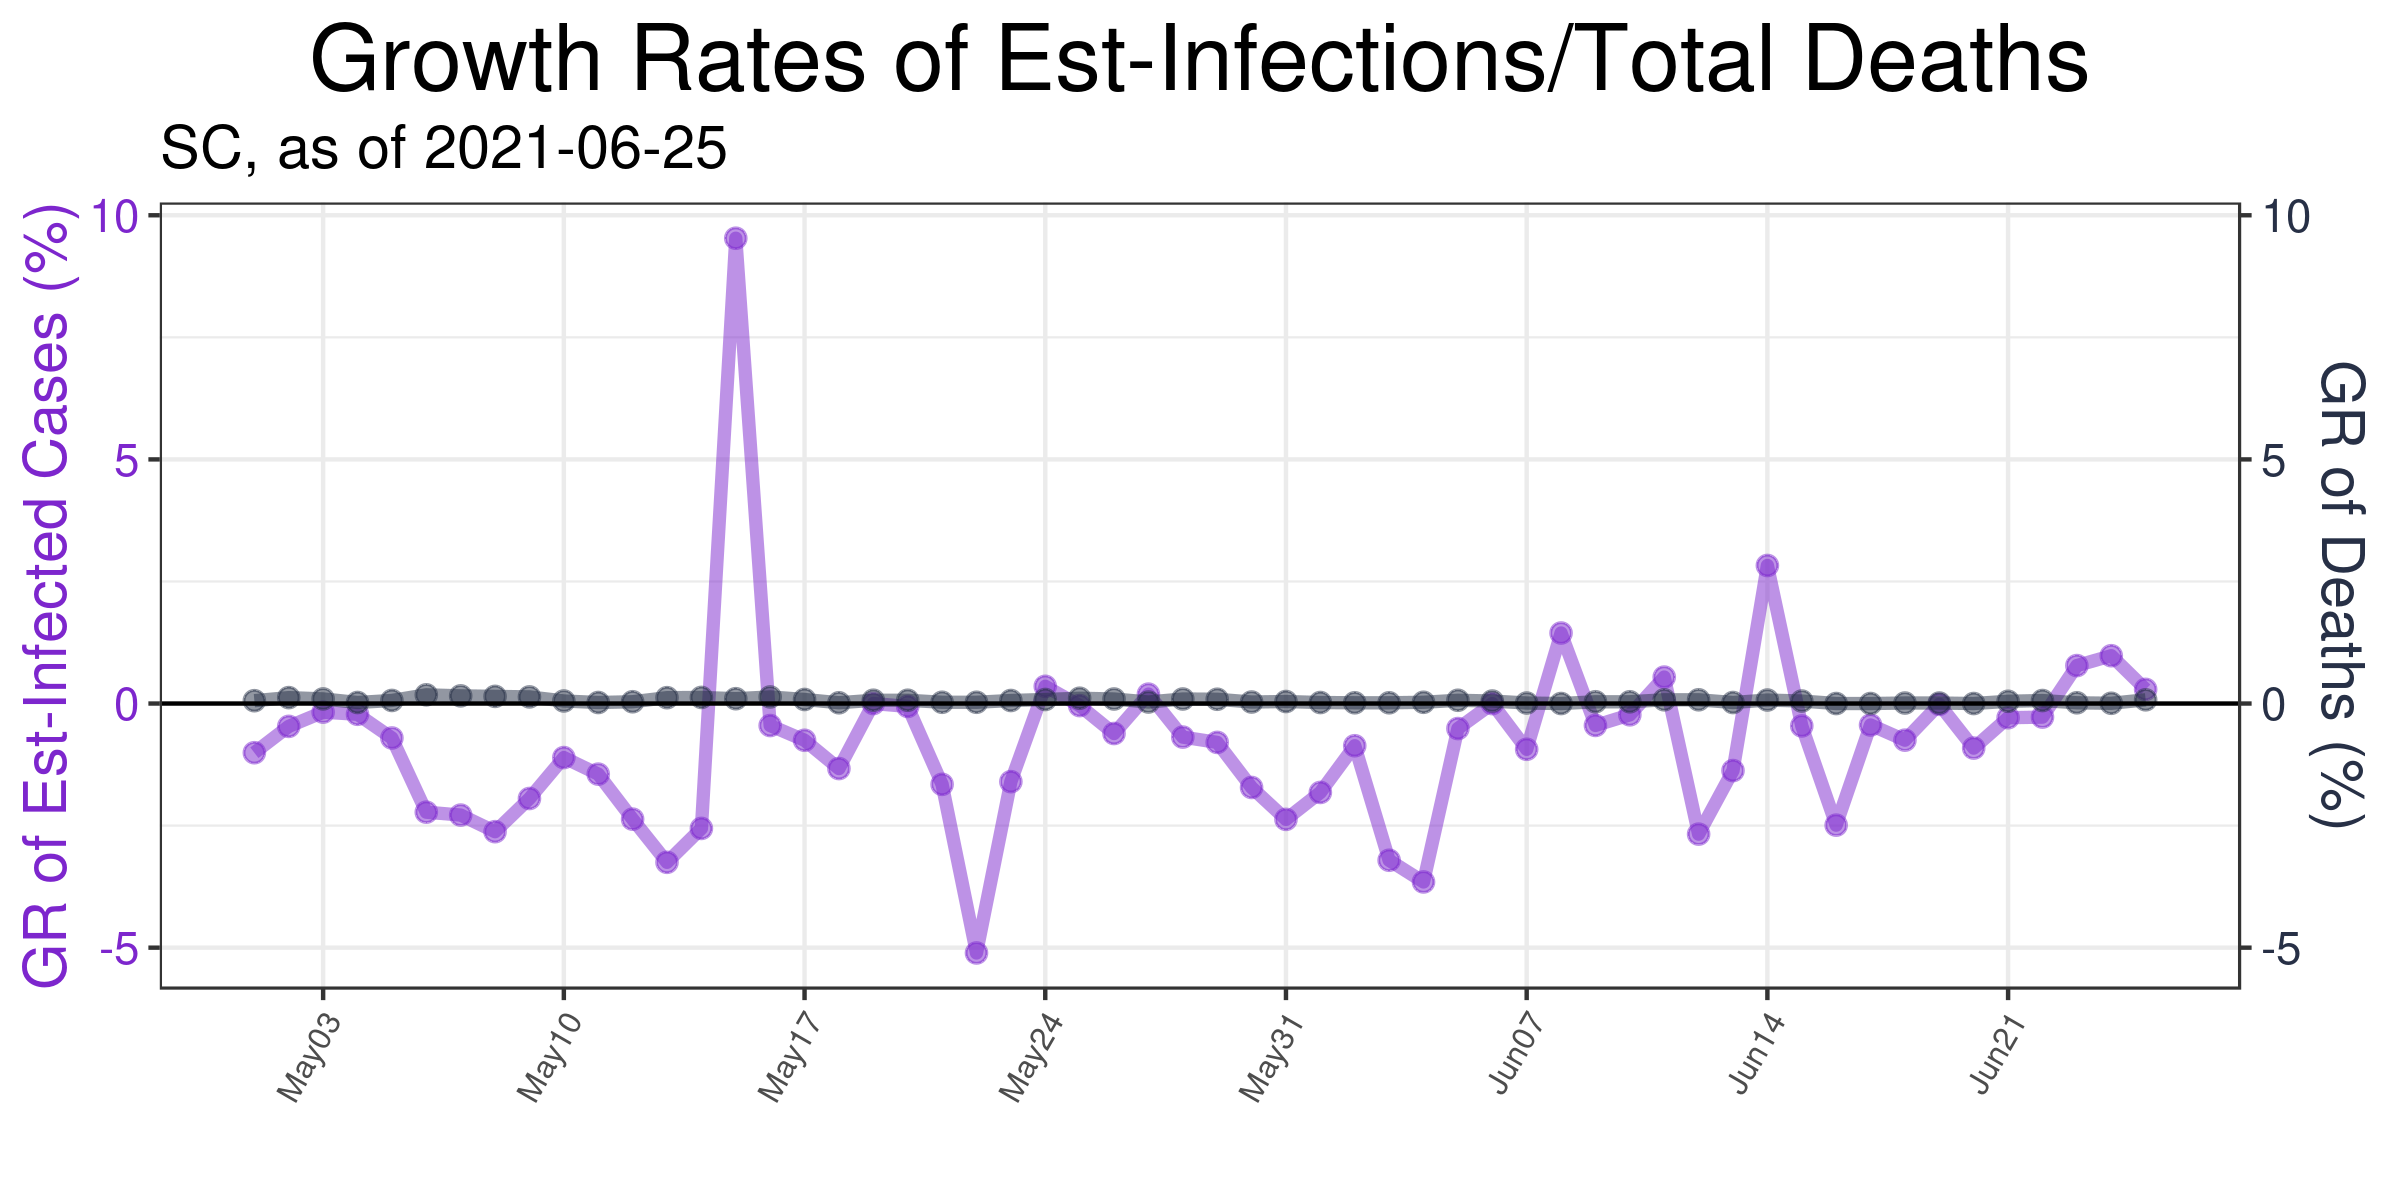 Growth Rates of Est-Infections/Total Deaths
SC, as of 2021-06-25
GR of Est-Infected Cases (%)
10
5
0
-5
10
5
0
-5
GR of Deaths (%)
May03
May10
May17
May24
May31
Jun07
Jun14
Jun21